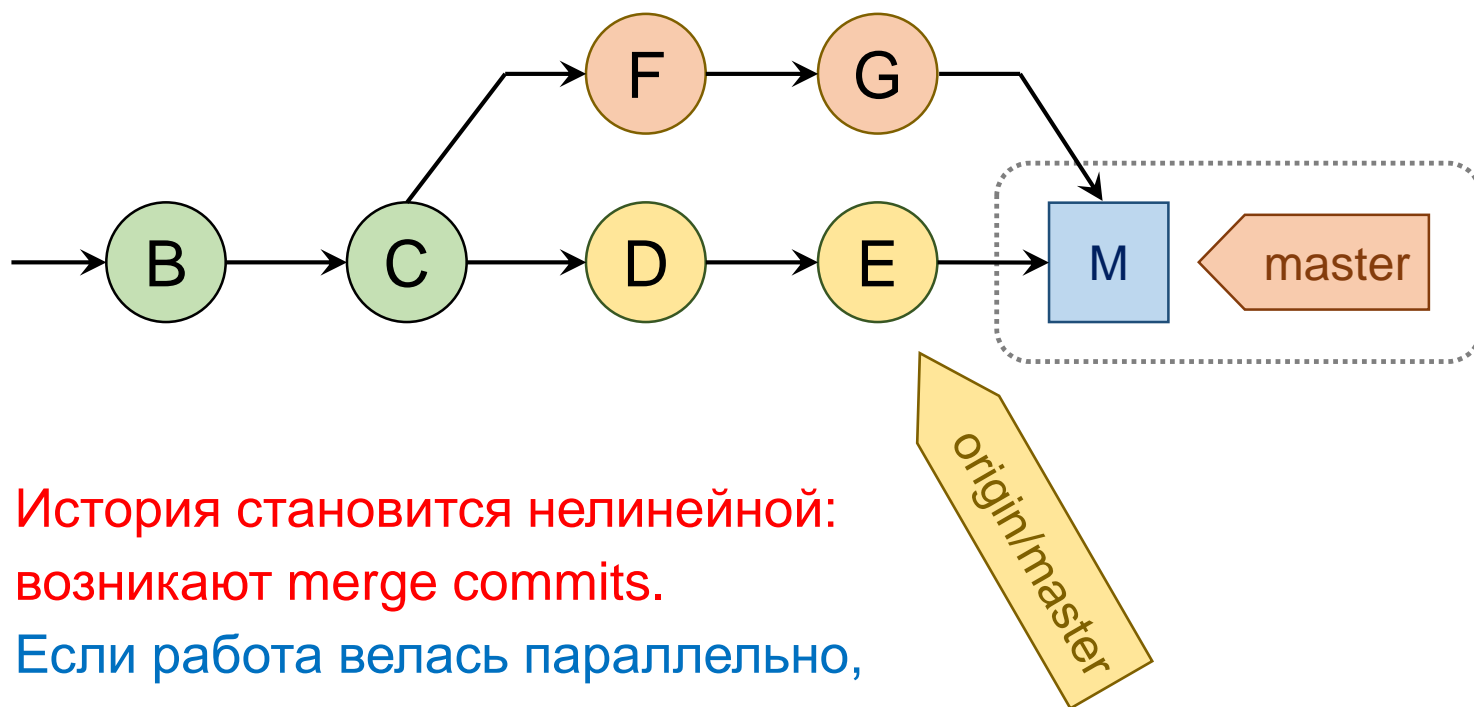 F G
B C D E M master
origin/master
История становится нелинейной:
возникают merge commits.
Если работа велась параллельно,